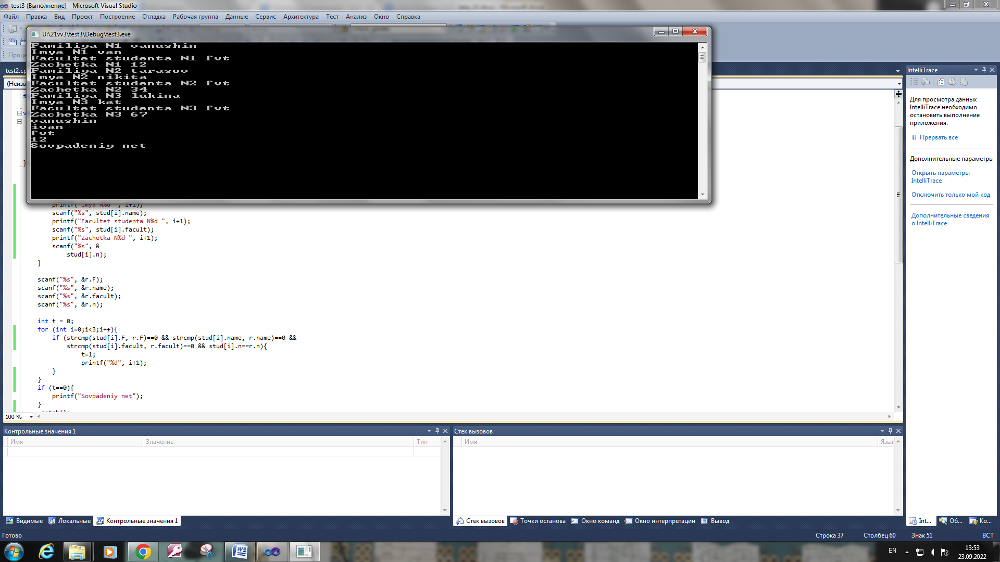 test3 (Выполнение) - Microsoft Visual Studio
Файл Правка Вид Проект Построение Отладка Рабочая группа Данные Сервис Архитектура Тест Анализ Окно Справка
U:\21vv3\test3\Debug\test3.exe
Familiya N1 vanushin
Imya N1 van
Facultet studenta N1 fvt
Zachetka N1 12
Familiya N2 tarasov
Imya N2 nikita
Facultet studenta N2 fvt
Zachetka N2 34
Familiya N3 lukina
Imya N3 kat
Facultet studenta N3 fvt
Zachetka N3 67
vanushin
ivan
fvt
12
Sovpadeniy net
Проце
test2.cp
(Неизв
#
v
}
printf("Imya N%d ", i+1);
scanf("%s", stud[i].name);
printf("Facultet studenta N%d ", i+1);
scanf("%s", stud[i].facult);
printf("Zachetka N%d ", i+1);
scanf("%s", &
stud[i].n);
}
scanf("%s", &r.F);
scanf("%s", &r.name);
scanf("%s", &r.facult);
scanf("%s", &r.n);
int t = 0;
for (int i=0;i<3;i++){
if (strcmp(stud[i].F, r.F)==0 && strcmp(stud[i].name, r.name)==0 &&
strcmp(stud[i].facult, r.facult)==0 && stud[i].n==r.n){
t=1;
printf("%d", i+1);
}
}
if (t==0){
printf("Sovpadeniy net");
}
100 %
IntelliTrace
Для просмотра данных
IntelliTrace необходимо
остановить выполнение
приложения.
Прервать все
Дополнительные параметры
Открыть параметры
IntelliTrace
Отключить только мой код
Дополнительные сведения
о IntelliTrace
Контрольные значения 1
Имя Значение Тип
Стек вызовов
Имя Язык
Видимые Локальные Контрольные значения 1
Стек вызовов Точки останова Окно команд Окно интерпретации Вывод
Int... Об... Ко...
Готово Строка 37 Столбец 60 Знак 51 ВСТ
EN
13:53
23.09.2022